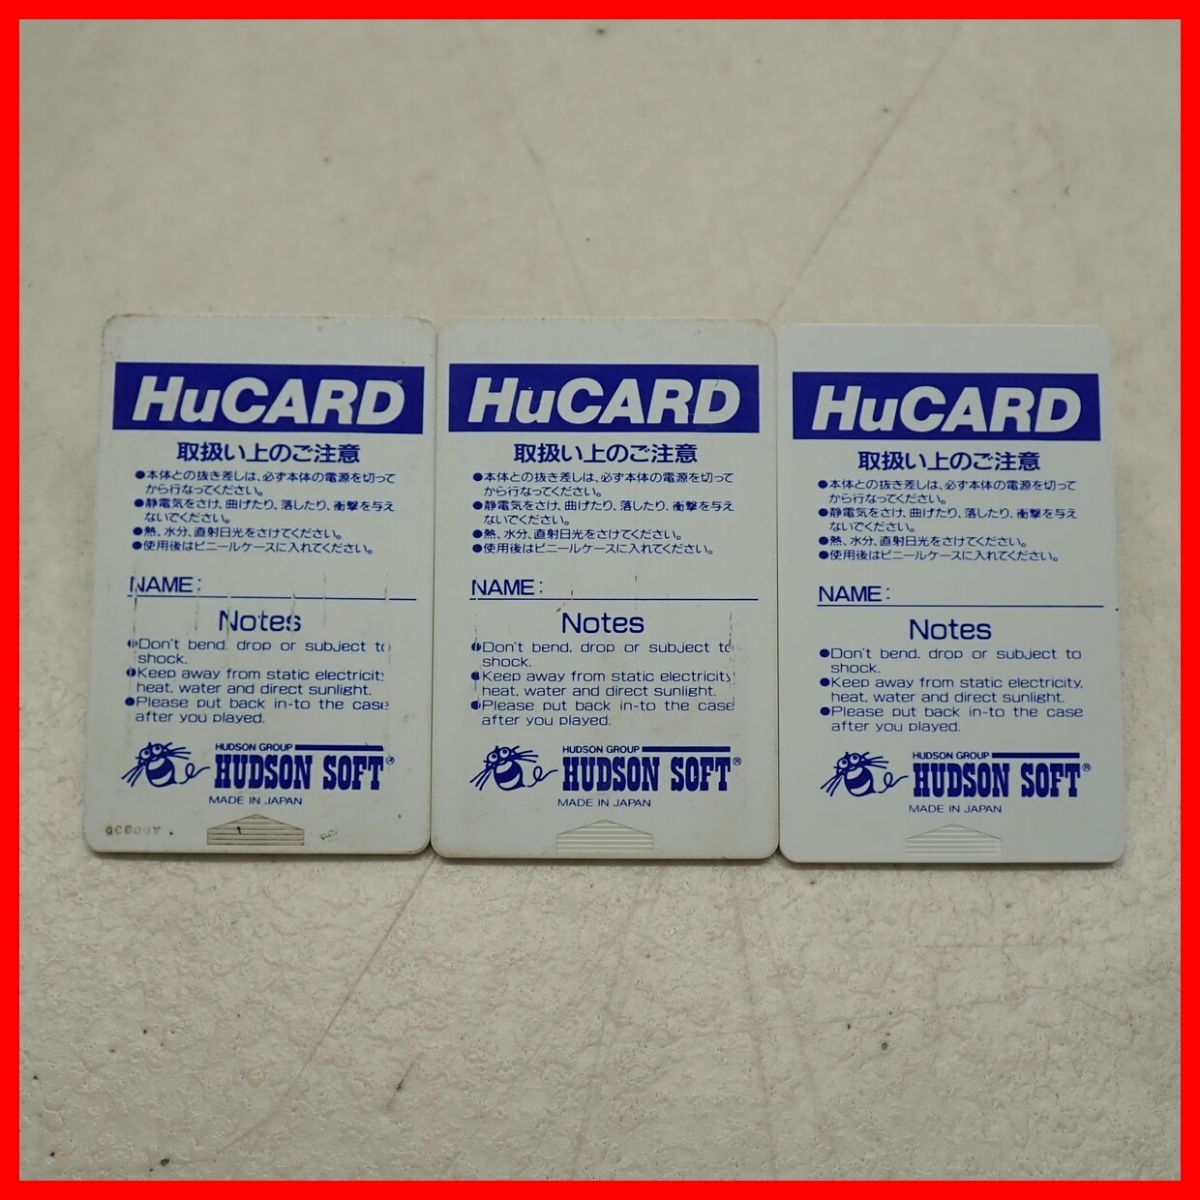 HuCARD
取扱い上のご注意
●本体との抜き差しは、必ず本体の電源を切って
から行なってください。
●静電気をさけ、曲げたり、落したり、衝撃を与え
ないでください。
●熱、水分、直射日光をさけてください。
●使用後はビニールケースに入れてください。
NAME:
Notes
●Don't bend, drop or subject to
shock.
●Keep away from static electricity,
heat, water and direct sunlight.
●Please put back in-to the case
after you played.
HUDSON GROUP
HUDSON SOFT®
MADE IN JAPAN
HuCARD
取扱い上のご注意
●本体との抜き差しは、必ず本体の電源を切って
から行なってください。
●静電気をさけ、曲げたり、落したり、衝撃を与え
ないでください。
●熱、水分、直射日光をさけてください。
●使用後はビニールケースに入れてください。
NAME:
Notes
●Don't bend, drop or subject to
shock.
●Keep away from static electricity
heat, water and direct sunlight.
●Please put back in-to the case
after you played.
HUDSON GROUP
HUDSON SOFT®
MADE IN JAPAN
HuCARD
取扱い上のご注意
●本体との抜き差しは、必ず本体の電源を切って
から行なってください。
●静電気をさけ、曲げたり、落したり、衝撃を与え
ないでください。
●熱、水分、直射日光をさけてください。
●使用後はビニールケースに入れてください。
NAME:
Notes
●Don't bend, drop or subject to
shock.
●Keep away from static electricity,
heat, water and direct sunlight.
●Please put back in-to the case
after you played.
HUDSON GROUP
HUDSON SOFT®
MADE IN JAPAN